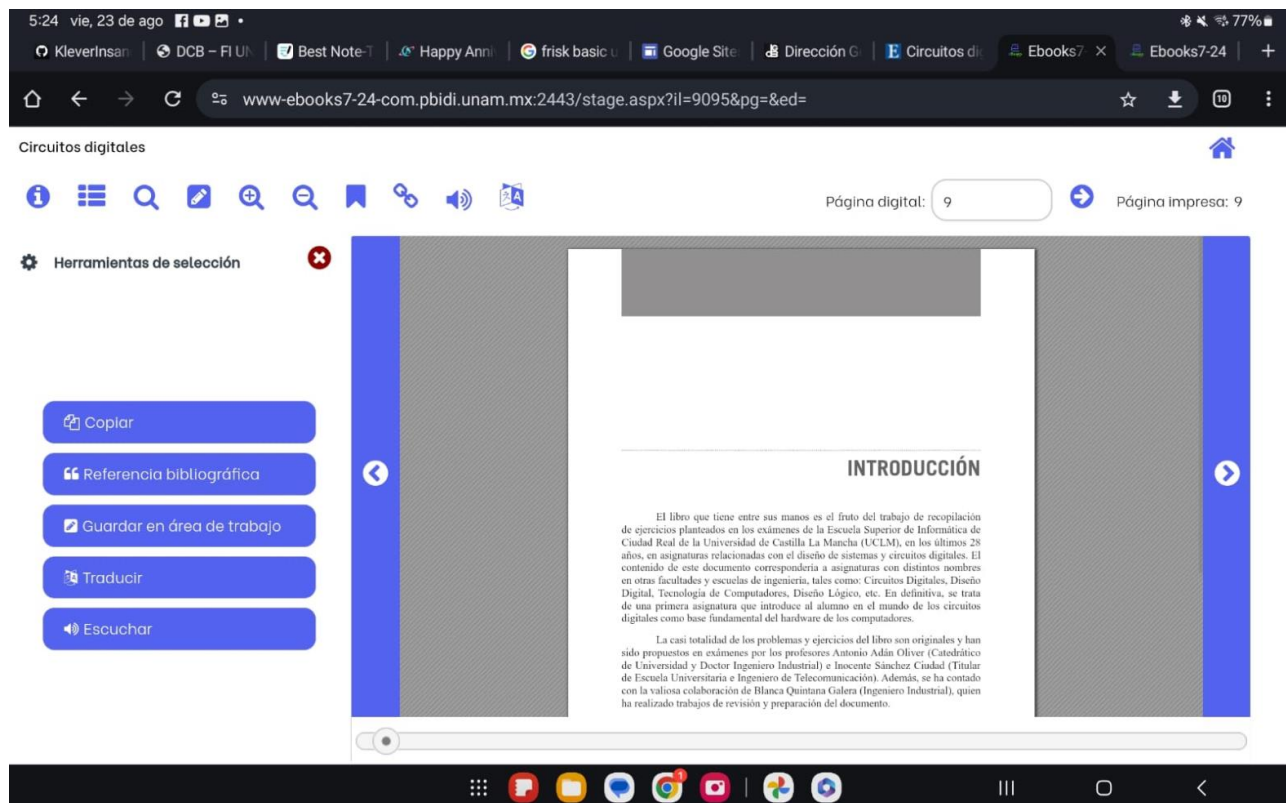 5:24 vie, 23 de ago
77%
KleverInsan
DCB – FI UN
Best Note-T
Happy Anni
frisk basic u
Google Site
Dirección G
Circuitos dic
Ebooks7-
Ebooks7-24
www-ebooks7-24-com.pbidi.unam.mx:2443/stage.aspx?il=9095&pg=&ed=
10
Circuitos digitales
Página digital: 9
Página impresa: 9
Herramientas de selección
Copiar
Referencia bibliográfica
Guardar en área de trabajo
Traducir
Escuchar
INTRODUCCIÓN
El libro que tiene entre sus manos es el fruto del trabajo de recopilación
de ejercicios planteados en los exámenes de la Escuela Superior de Informática de
Ciudad Real de la Universidad de Castilla La Mancha (UCLM), en los últimos 28
años, en asignaturas relacionadas con el diseño de sistemas y circuitos digitales. El
contenido de este documento correspondería a asignaturas con distintos nombres
en otras facultades y escuelas de ingeniería, tales como: Circuitos Digitales, Diseño
Digital, Tecnología de Computadores, Diseño Lógico, etc. En definitiva, se trata
de una primera asignatura que introduce al alumno en el mundo de los circuitos
digitales como base fundamental del hardware de los computadores.
La casi totalidad de los problemas y ejercicios del libro son originales y han
sido propuestos en exámenes por los profesores Antonio Adán Oliver (Catedrático
de Universidad y Doctor Ingeniero Industrial) e Inocente Sánchez Ciudad (Titular
de Escuela Universitaria e Ingeniero de Telecomunicación). Además, se ha contado
con la valiosa colaboración de Blanca Quintana Galera (Ingeniero Industrial), quien
ha realizado trabajos de revisión y preparación del documento.